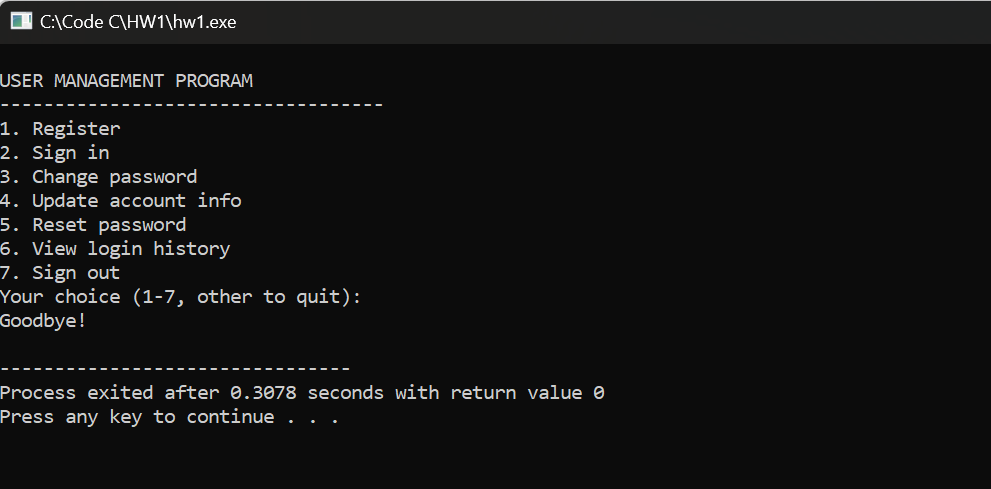 C:\Code C\HW1\hw1.exe
USER MANAGEMENT PROGRAM
-----------------------------------
1. Register
2. Sign in
3. Change password
4. Update account info
5. Reset password
6. View login history
7. Sign out
Your choice (1-7, other to quit):
Goodbye!
--------------------------------
Process exited after 0.3078 seconds with return value 0
Press any key to continue . . .